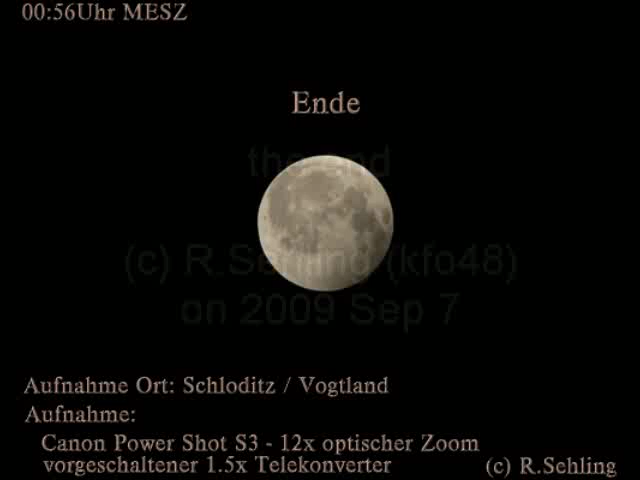 00:56Uhr MESZ
Ende
the end
(c) R.Sehling (kfo48)
on 2009 Sep 7
Aufnahme Ort: Schloditz / Vogtland
Aufnahme:
Canon Power Shot S3 - 12x optischer Zoom
vorgeschaltener 1.5x Telekonverter
(c) R.Sehling